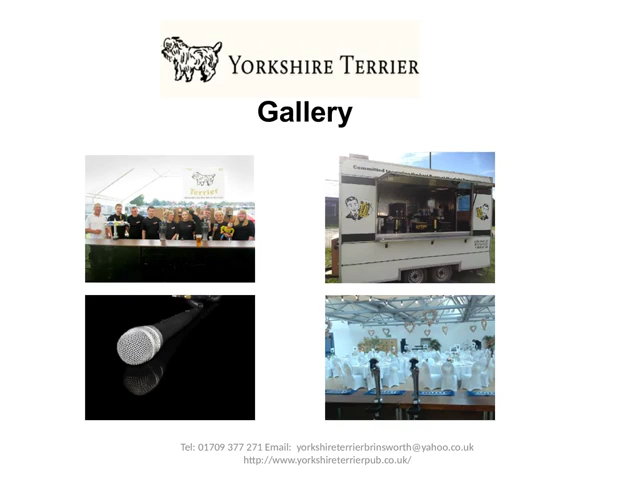 YORKSHIRE TERRIER
Gallery
Terrier
Tel: 01709 377 271 Email:  yorkshireterrierbrinsworth@yahoo.co.uk
http://www.yorkshireterrierpub.co.uk/